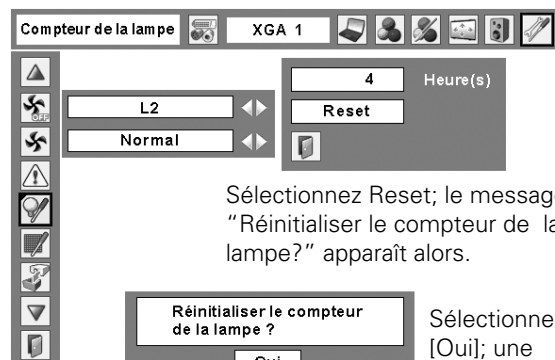 Compteur de la lampe
XGA 1
4 Heure(s)
L2
Reset
Normal
OFF
Sélectionnez Reset; le message
“Réinitialiser le compteur de la
lampe?” apparaît alors.
Réinitialiser le compteur
de la lampe ?
[Oui]; une